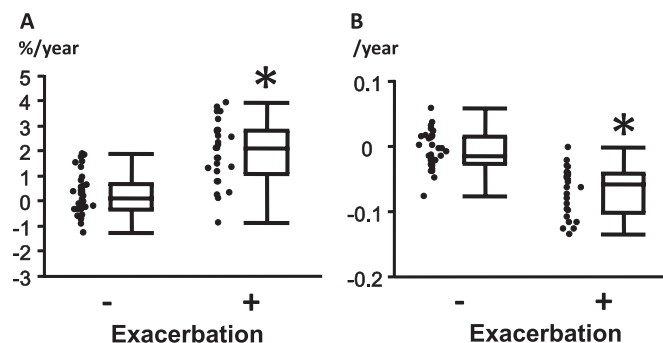 A
%/year
5
4
3
2
1
0
-1
-2
-3
*
- +
Exacerbation
B
/year
0.1
0
-0.1
-0.2
*
- +
Exacerbation